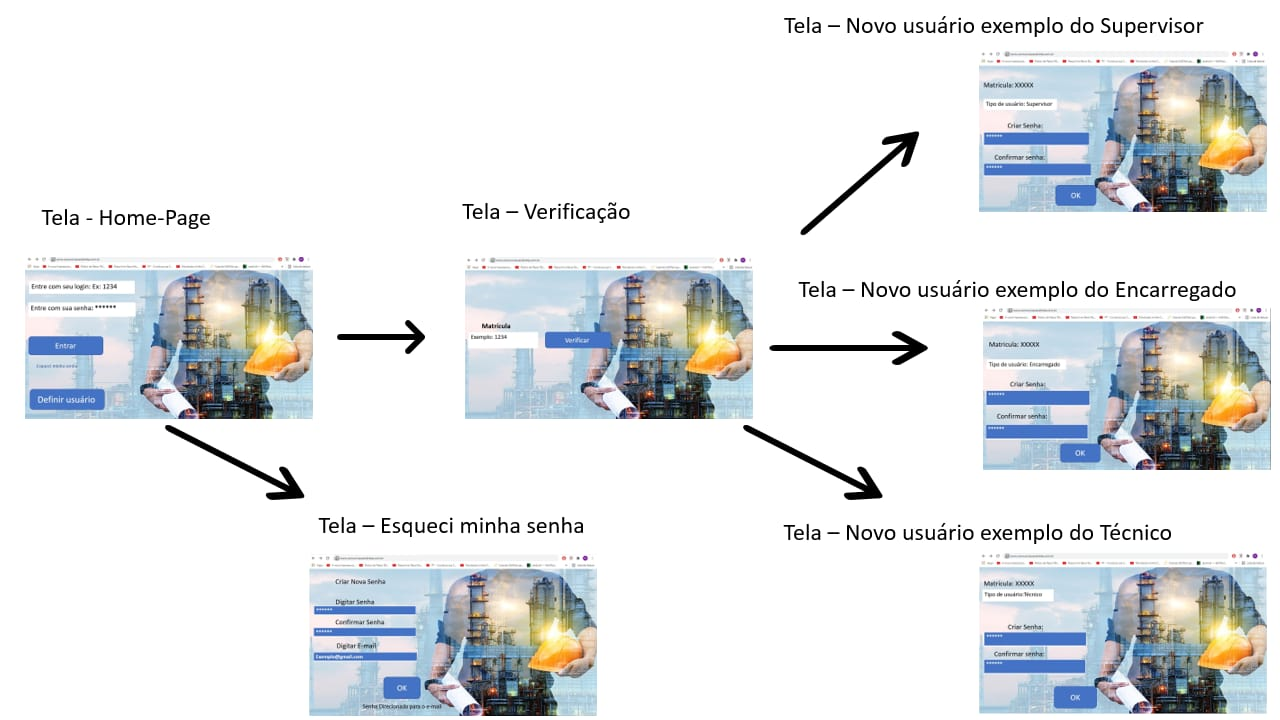 Tela – Novo usuário exemplo do Supervisor
Matricula: XXXXX
Tipo de usuário: Supervisor
Criar Senha:
******
Confirmar senha:
******
OK
Tela - Home-Page
Entre com seu login: Ex: 1234
Entre com sua senha: ******
Entrar
Esqueci minha senha
Definir usuário
Tela – Verificação
Matrícula
Exemplo: 1234
Verificar
Tela – Novo usuário exemplo do Encarregado
Matricula: XXXXX
Tipo de usuário: Encarregado
Criar Senha:
******
Confirmar senha:
******
OK
Tela – Esqueci minha senha
Criar Nova Senha
Digitar Senha
******
Confirmar Senha
******
Digitar E-mail
Exemplo@gmail.com
OK
Senha Direcionada para o e-mail
Tela – Novo usuário exemplo do Técnico
Matricula: XXXXX
Tipo de usuário:Técnico
Criar Senha:
******
Confirmar senha:
******
OK